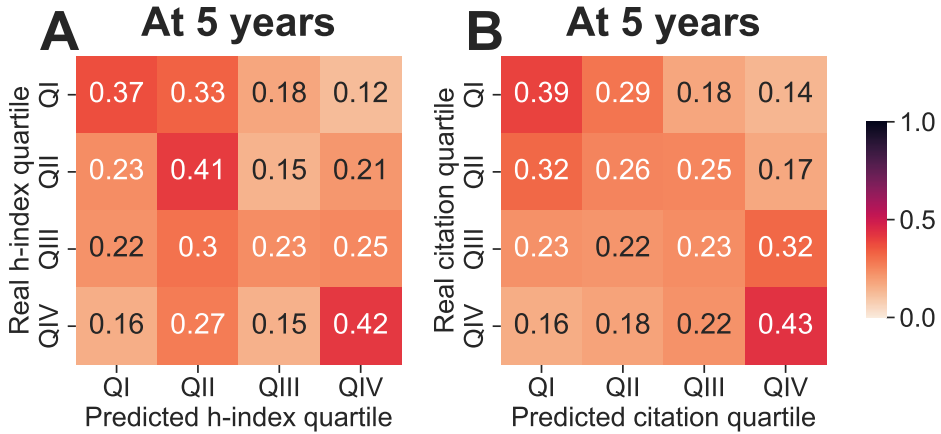 A At 5 years
QI 0.37 0.33 0.18 0.12
QII 0.23 0.41 0.15 0.21
QIII 0.22 0.3 0.23 0.25
QIV 0.16 0.27 0.15 0.42
QI QII QIII QIV
Predicted h-index quartile
Real h-index quartile
B At 5 years
QI 0.39 0.29 0.18 0.14
QII 0.32 0.26 0.25 0.17
QIII 0.23 0.22 0.23 0.32
QIV 0.16 0.18 0.22 0.43
QI QII QIII QIV
Predicted citation quartile
Real citation quartile
1.0
0.5
0.0